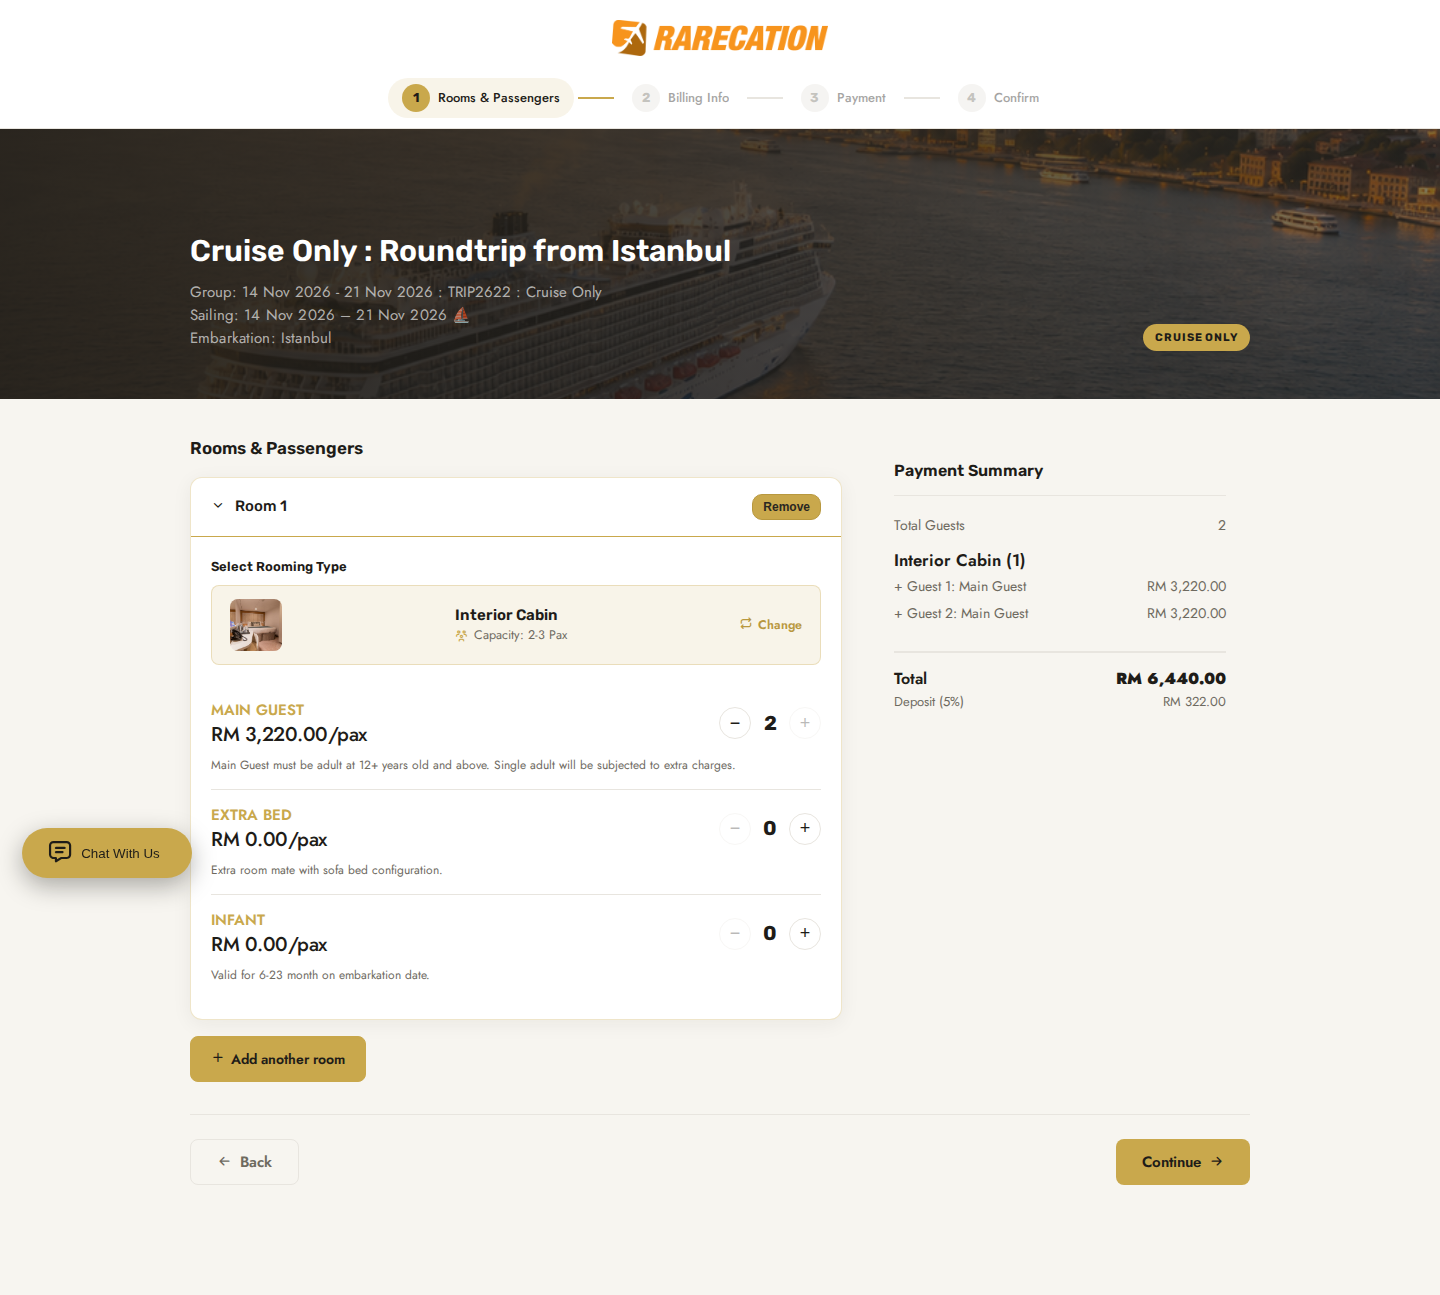 RARECATION
1 Rooms & Passengers
2 Billing Info
3 Payment
4 Confirm
Cruise Only : Roundtrip from Istanbul
Group: 14 Nov 2026 - 21 Nov 2026 : TRIP2622 : Cruise Only
Sailing: 14 Nov 2026 – 21 Nov 2026 ⛵
Embarkation: Istanbul
CRUISE ONLY
Rooms & Passengers
Room 1
Remove
Select Rooming Type
Interior Cabin
Capacity: 2-3 Pax
Change
MAIN GUEST
RM 3,220.00/pax
− 2 +
Main Guest must be adult at 12+ years old and above. Single adult will be subjected to extra charges.
EXTRA BED
RM 0.00/pax
− 0 +
Extra room mate with sofa bed configuration.
INFANT
RM 0.00/pax
− 0 +
Valid for 6-23 month on embarkation date.
+ Add another room
Payment Summary
Total Guests 2
Interior Cabin (1)
+ Guest 1: Main Guest RM 3,220.00
+ Guest 2: Main Guest RM 3,220.00
Total RM 6,440.00
Deposit (5%) RM 322.00
Chat With Us
← Back
Continue →